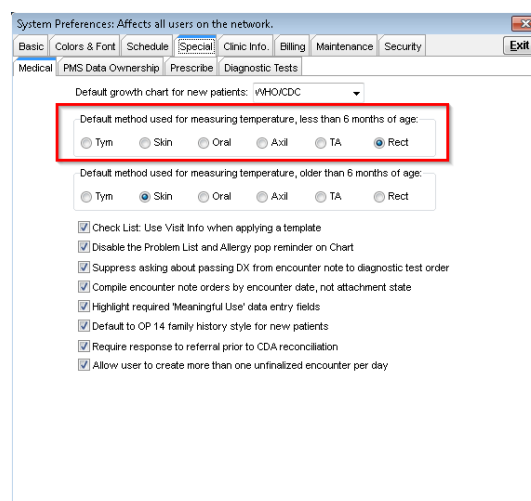 System Preferences: Affects all users on the network.
Basic Colors & Font Schedule Special Clinic Info. Billing Maintenance Security Exit
Medical PMS Data Ownership Prescribe Diagnostic Tests
Default growth chart for new patients: WHO/CDC
Default method used for measuring temperature, less than 6 months of age:
Tym Skin Oral Axil TA Rect
Default method used for measuring temperature, older than 6 months of age:
Tym Skin Oral Axil TA Rect
Check List: Use Visit Info when applying a template
Disable the Problem List and Allergy pop reminder on Chart
Suppress asking about passing DX from encounter note to diagnostic test order
Compile encounter note orders by encounter date, not attachment state
Highlight required 'Meaningful Use' data entry fields
Default to OP 14 family history style for new patients
Require response to referral prior to CDA reconciliation
Allow user to create more than one unfinalized encounter per day